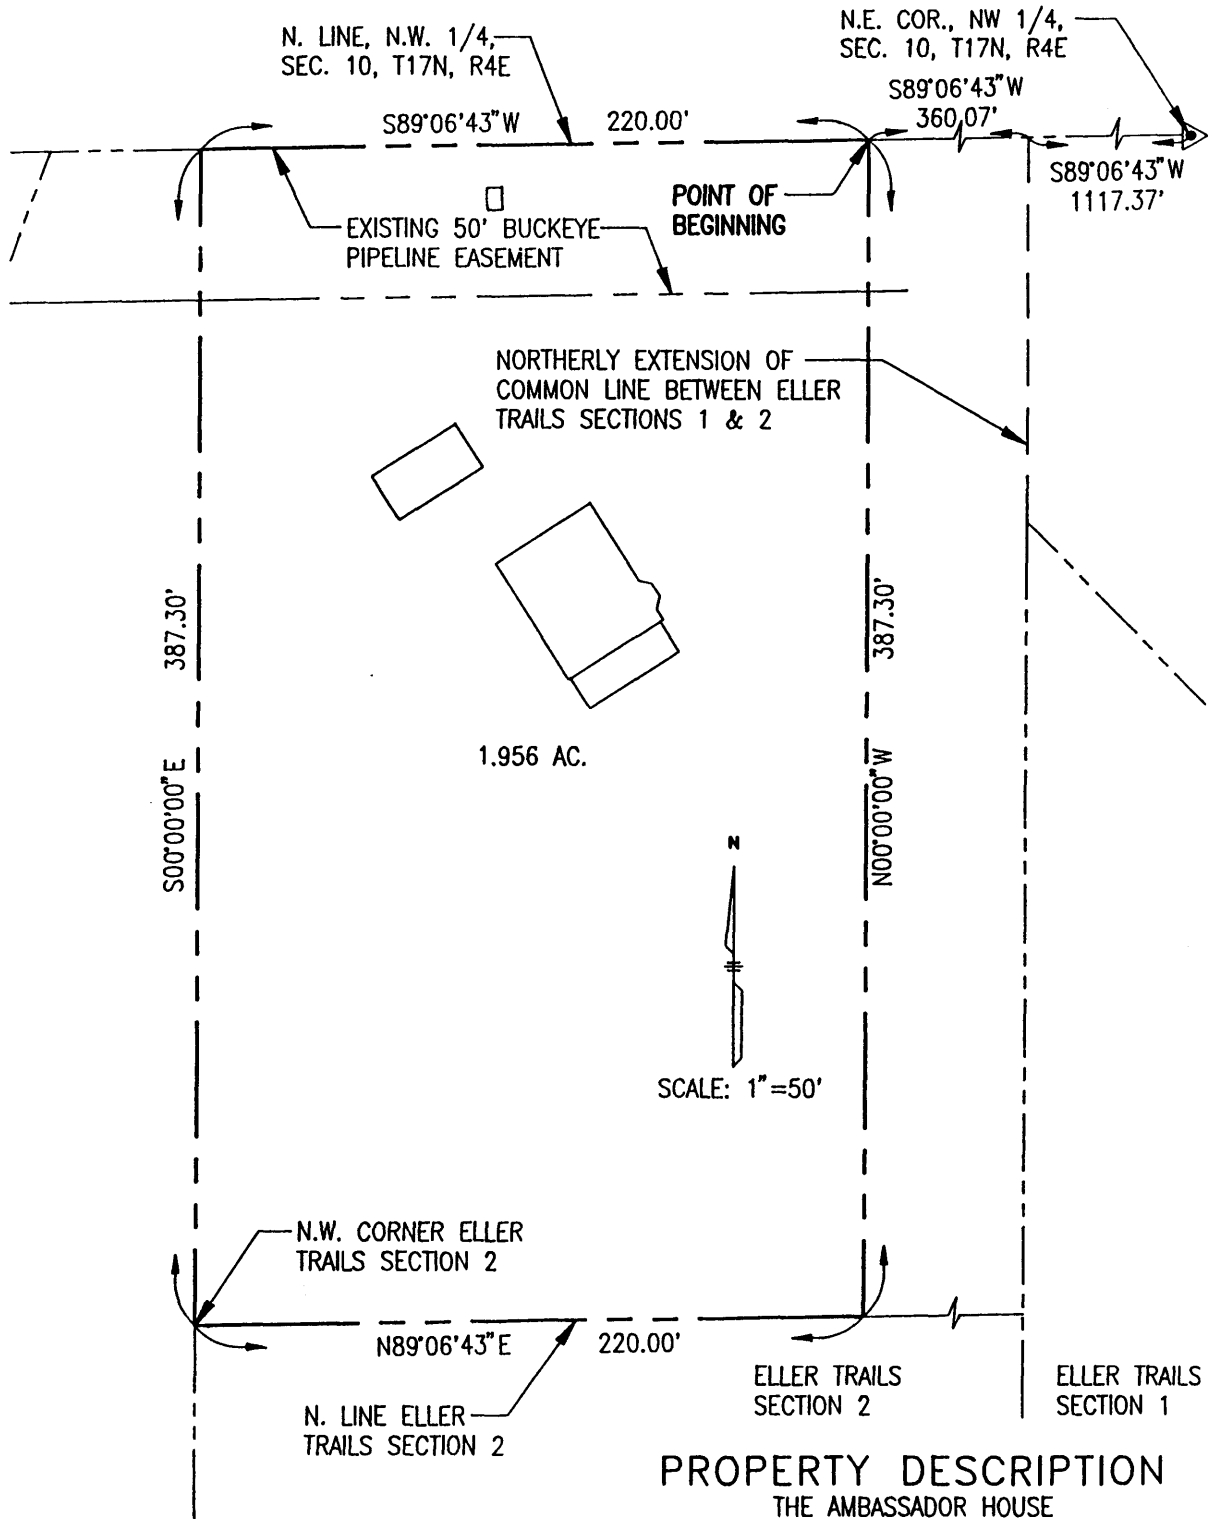 N. LINE, N.W. 1/4,
SEC. 10, T17N, R4E
N.E. COR., NW 1/4,
SEC. 10, T17N, R4E
S89°06'43"W 220.00'
S89°06'43"W
360.07'
S89°06'43"W
1117.37'
POINT OF
BEGINNING
EXISTING 50' BUCKEYE
PIPELINE EASEMENT
NORTHERLY EXTENSION OF
COMMON LINE BETWEEN ELLER
TRAILS SECTIONS 1 & 2
S00°00'00"E 387.30'
N00°00'00"W 387.30'
1.956 AC.
N
SCALE: 1"=50'
N.W. CORNER ELLER
TRAILS SECTION 2
N89°06'43"E 220.00'
N. LINE ELLER
TRAILS SECTION 2
ELLER TRAILS
SECTION 2
ELLER TRAILS
SECTION 1
PROPERTY DESCRIPTION
THE AMBASSADOR HOUSE